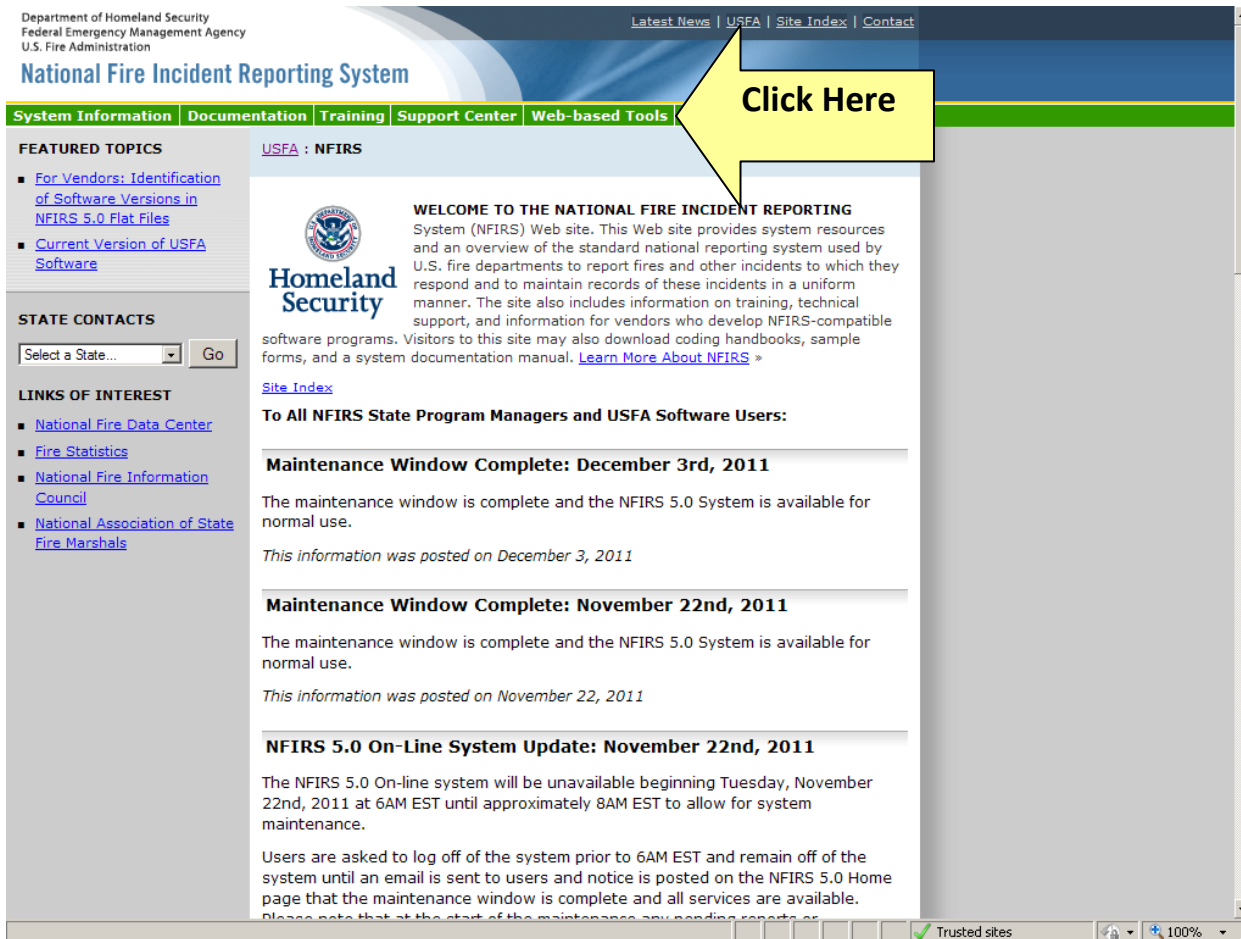 Department of Homeland Security
Federal Emergency Management Agency
U.S. Fire Administration
National Fire Incident Reporting System
Latest News | USFA | Site Index | Contact
Click Here
System Information | Documentation | Training | Support Center | Web-based Tools
FEATURED TOPICS
For Vendors: Identification
of Software Versions in
NFIRS 5.0 Flat Files
Current Version of USFA
Software
STATE CONTACTS
Select a State...
Go
LINKS OF INTEREST
National Fire Data Center
Fire Statistics
National Fire Information
Council
National Association of State
Fire Marshals
USFA : NFIRS
Homeland
Security
WELCOME TO THE NATIONAL FIRE INCIDENT REPORTING
System (NFIRS) Web site. This Web site provides system resources
and an overview of the standard national reporting system used by
U.S. fire departments to report fires and other incidents to which they
respond and to maintain records of these incidents in a uniform
manner. The site also includes information on training, technical
support, and information for vendors who develop NFIRS-compatible
software programs. Visitors to this site may also download coding handbooks, sample
forms, and a system documentation manual. Learn More About NFIRS »
Site Index
To All NFIRS State Program Managers and USFA Software Users:
Maintenance Window Complete: December 3rd, 2011
The maintenance window is complete and the NFIRS 5.0 System is available for
normal use.
This information was posted on December 3, 2011
Maintenance Window Complete: November 22nd, 2011
The maintenance window is complete and the NFIRS 5.0 System is available for
normal use.
This information was posted on November 22, 2011
NFIRS 5.0 On-Line System Update: November 22nd, 2011
The NFIRS 5.0 On-line system will be unavailable beginning Tuesday, November
22nd, 2011 at 6AM EST until approximately 8AM EST to allow for system
maintenance.
Users are asked to log off of the system prior to 6AM EST and remain off of the
system until an email is sent to users and notice is posted on the NFIRS 5.0 Home
page that the maintenance window is complete and all services are available.
Please note that at the start of the maintenance any pending reports or
Trusted sites
100%